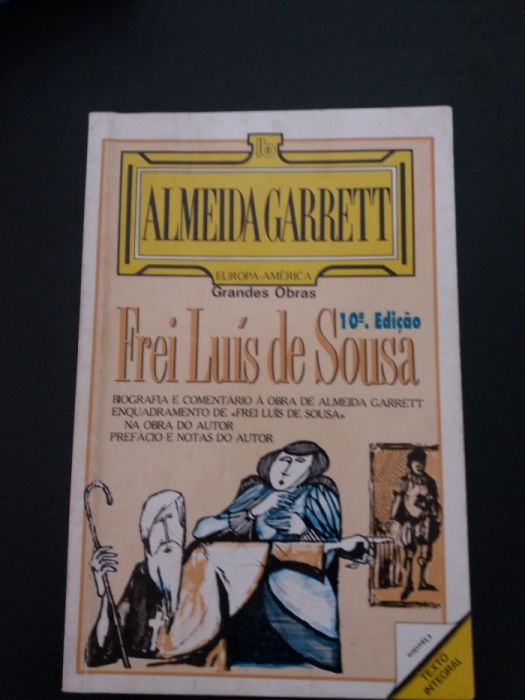 ALMEIDA GARRETT
EUROPA-AMÉRICA
Grandes Obras
10ª. Edição
Frei Luís de Sousa
BIOGRAFIA E COMENTÁRIO À OBRA DE ALMEIDA GARRETT
ENQUADRAMENTO DE «FREI LUÍS DE SOUSA»
NA OBRA DO AUTOR
PREFÁCIO E NOTAS DO AUTOR
TEXTO
INTEGRAL